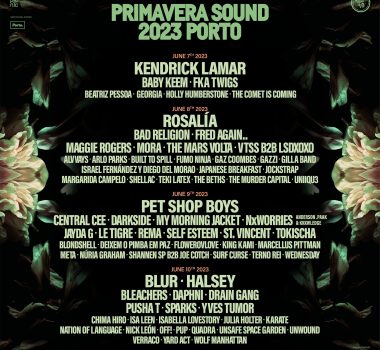 PRIMAVERA SOUND
2023 PORTO
Porto.
JUNE 7TH 2023
KENDRICK LAMAR
BABY KEEM · FKA TWIGS
BEATRIZ PESSOA · GEORGIA · HOLLY HUMBERSTONE · THE COMET IS COMING
JUNE 8TH 2023
ROSALÍA
BAD RELIGION · FRED AGAIN..
MAGGIE ROGERS · MORA · THE MARS VOLTA · VTSS B2B LSDXOXO
ALVVAYS · ARLO PARKS · BUILT TO SPILL · FUMO NINJA · GAZ COOMBES · GAZZI · GILLA BAND
ISRAEL FERNÁNDEZ Y DIEGO DEL MORAO · JAPANESE BREAKFAST · JOCKSTRAP
MARGARIDA CAMPELO · SHELLAC · TEKI LATEX · THE BETHS · THE MURDER CAPITAL · UNIIQU3
JUNE 9TH 2023
PET SHOP BOYS
CENTRAL CEE · DARKSIDE · MY MORNING JACKET · NxWORRIES (ANDERSON .PAAK & KNXLEDGE)
JAYDA G · LE TIGRE · REMA · SELF ESTEEM · ST. VINCENT · TOKISCHA
BLONDSHELL · DEIXEM O PIMBA EM PAZ · FLOWEROVLOVE · KING KAMI · MARCELLUS PITTMAN
META_ · NÚRIA GRAHAM · SHANNEN SP B2B JOE COTCH · SURF CURSE · TERNO REI · WEDNESDAY
JUNE 10TH 2023
BLUR · HALSEY
BLEACHERS · DAPHNI · DRAIN GANG
PUSHA T · SPARKS · YVES TUMOR
CHIMA HIRO · ISA LEEN · ISABELLA LOVESTORY · JULIA HOLTER · KARATE
NATION OF LANGUAGE · NICK LEÓN · OFF! · PUP · QUADRA · UNSAFE SPACE GARDEN · UNWOUND
VERRACO · YARD ACT · WOLF MANHATTAN